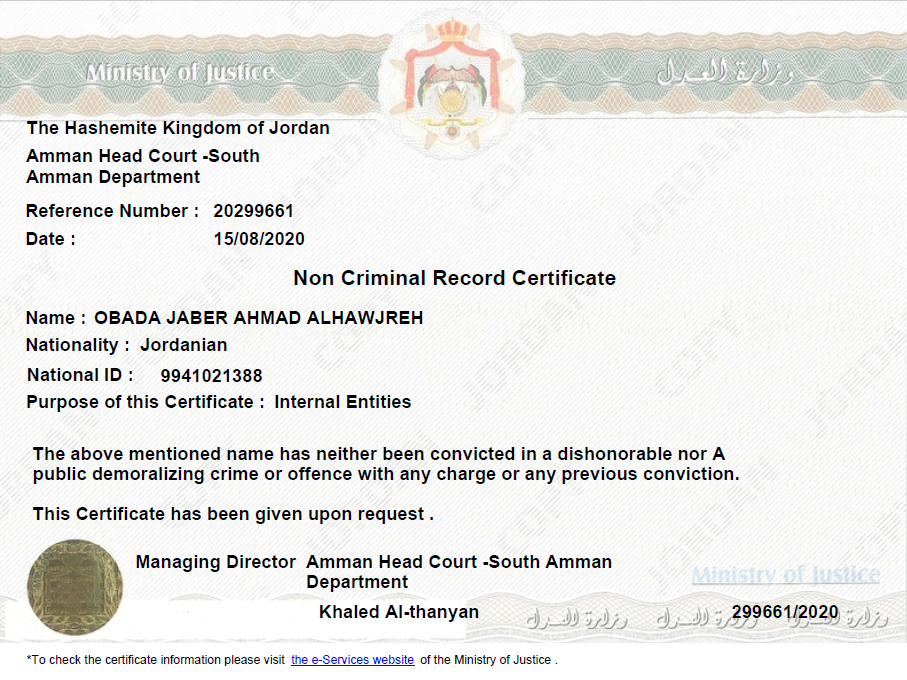 Ministry of Justice
وزارة العدل
The Hashemite Kingdom of Jordan
Amman Head Court -South
Amman Department
Reference Number : 20299661
Date : 15/08/2020
Non Criminal Record Certificate
Name : OBADA JABER AHMAD ALHAWJREH
Nationality : Jordanian
National ID : 9941021388
Purpose of this Certificate : Internal Entities
The above mentioned name has neither been convicted in a dishonorable nor A
public demoralizing crime or offence with any charge or any previous conviction.
This Certificate has been given upon request .
Managing Director Amman Head Court -South Amman
Department
Ministry of Justice
Khaled Al-thanyan
299661/2020
وزارة العدل وزارة العدل وزارة العدل
*To check the certificate information please visit the e-Services website of the Ministry of Justice .
COPY
JORDAN